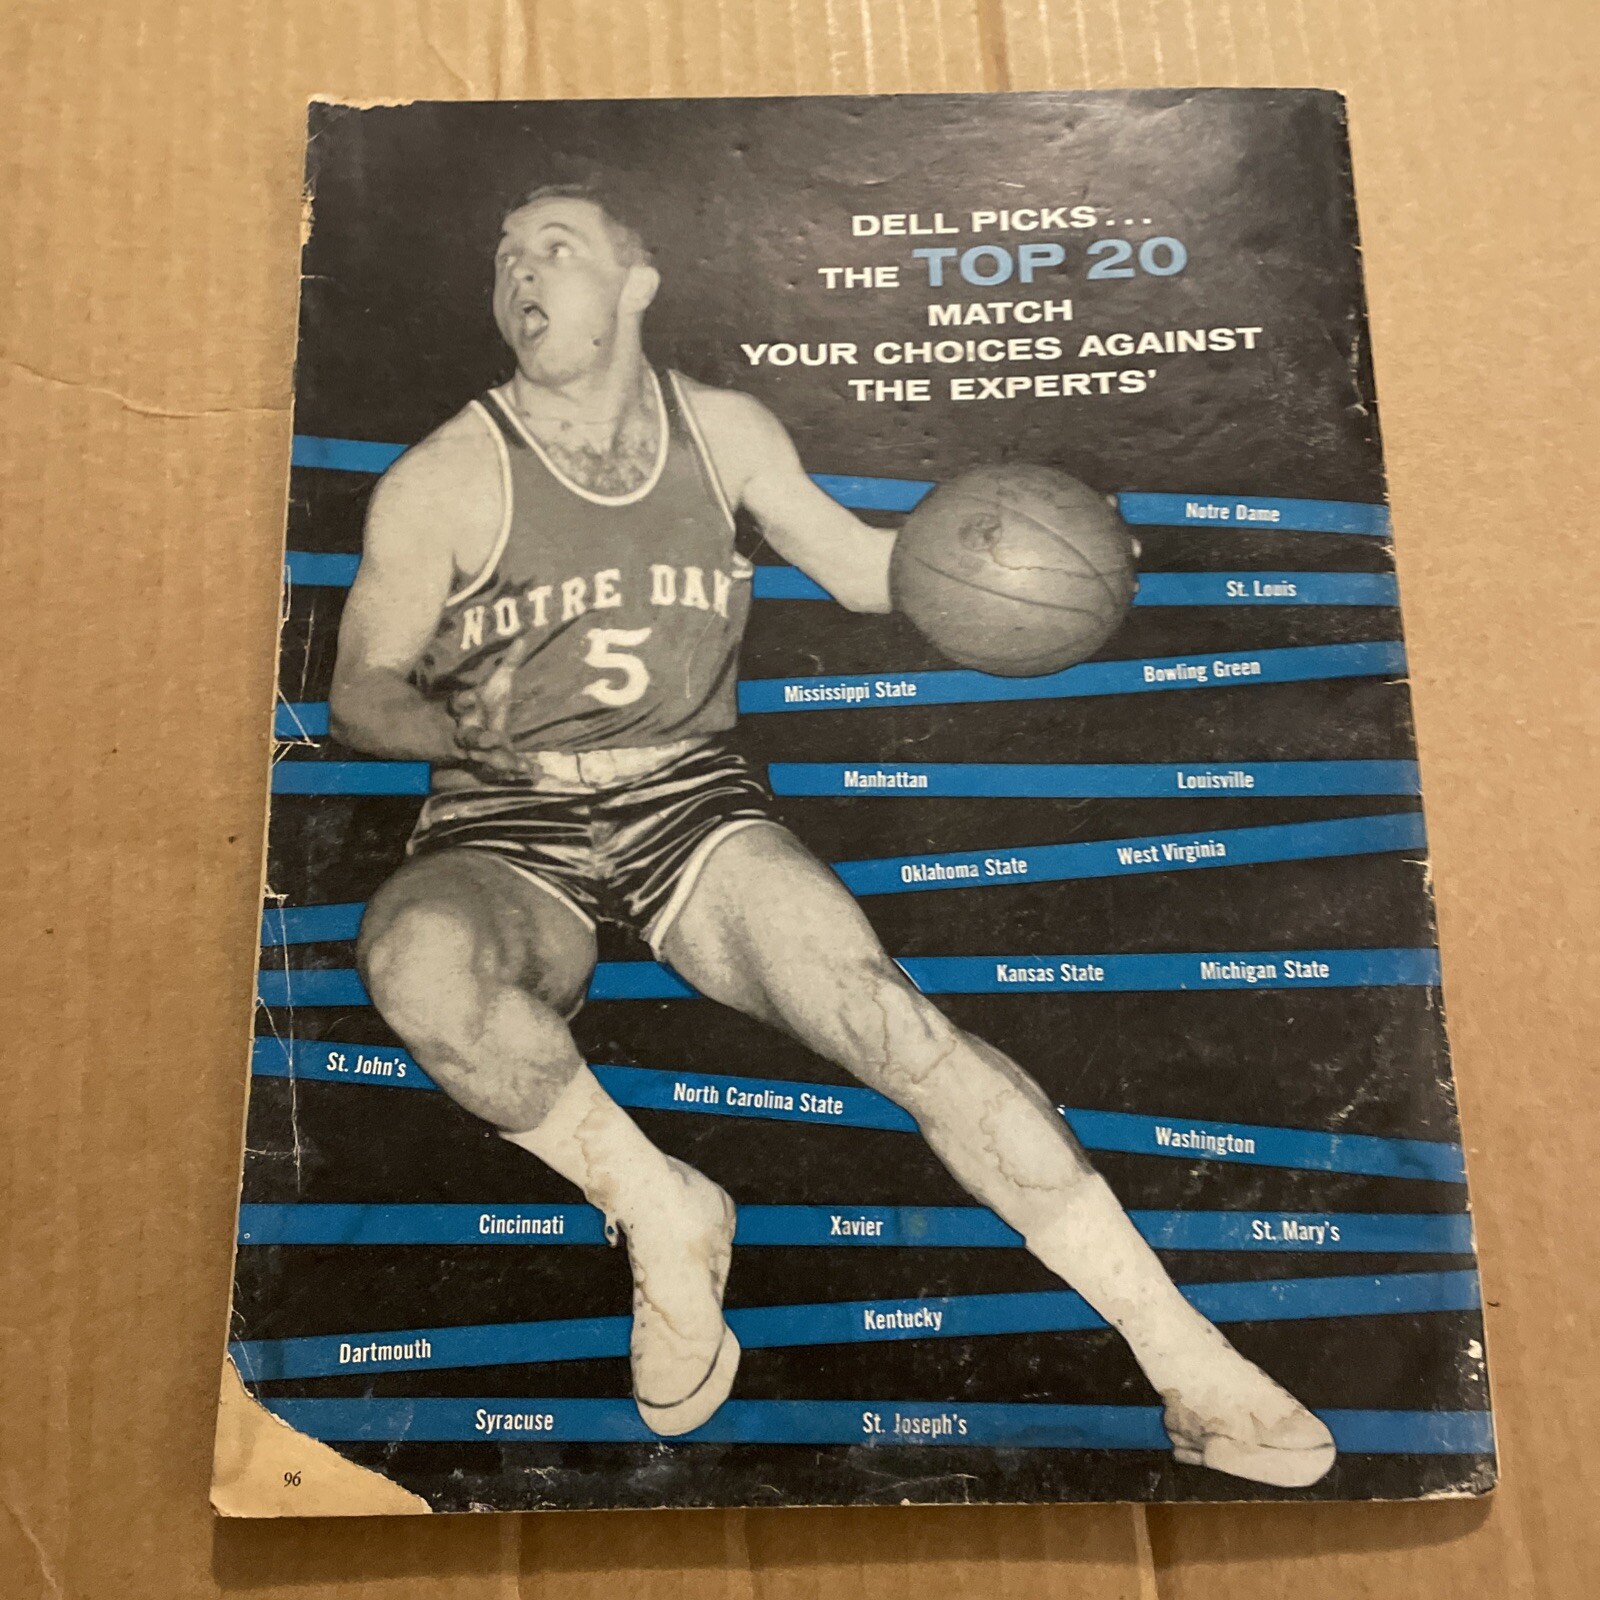 DELL PICKS...
THE TOP 20
MATCH
YOUR CHOICES AGAINST
THE EXPERTS'
Notre Dame
St. Louis
NOTRE DAM
5
Mississippi State Bowling Green
Manhattan Louisville
Oklahoma State West Virginia
Kansas State Michigan State
St. John's North Carolina State Washington
Cincinnati Xavier St. Mary's
Dartmouth Kentucky
Syracuse St. Joseph's
96